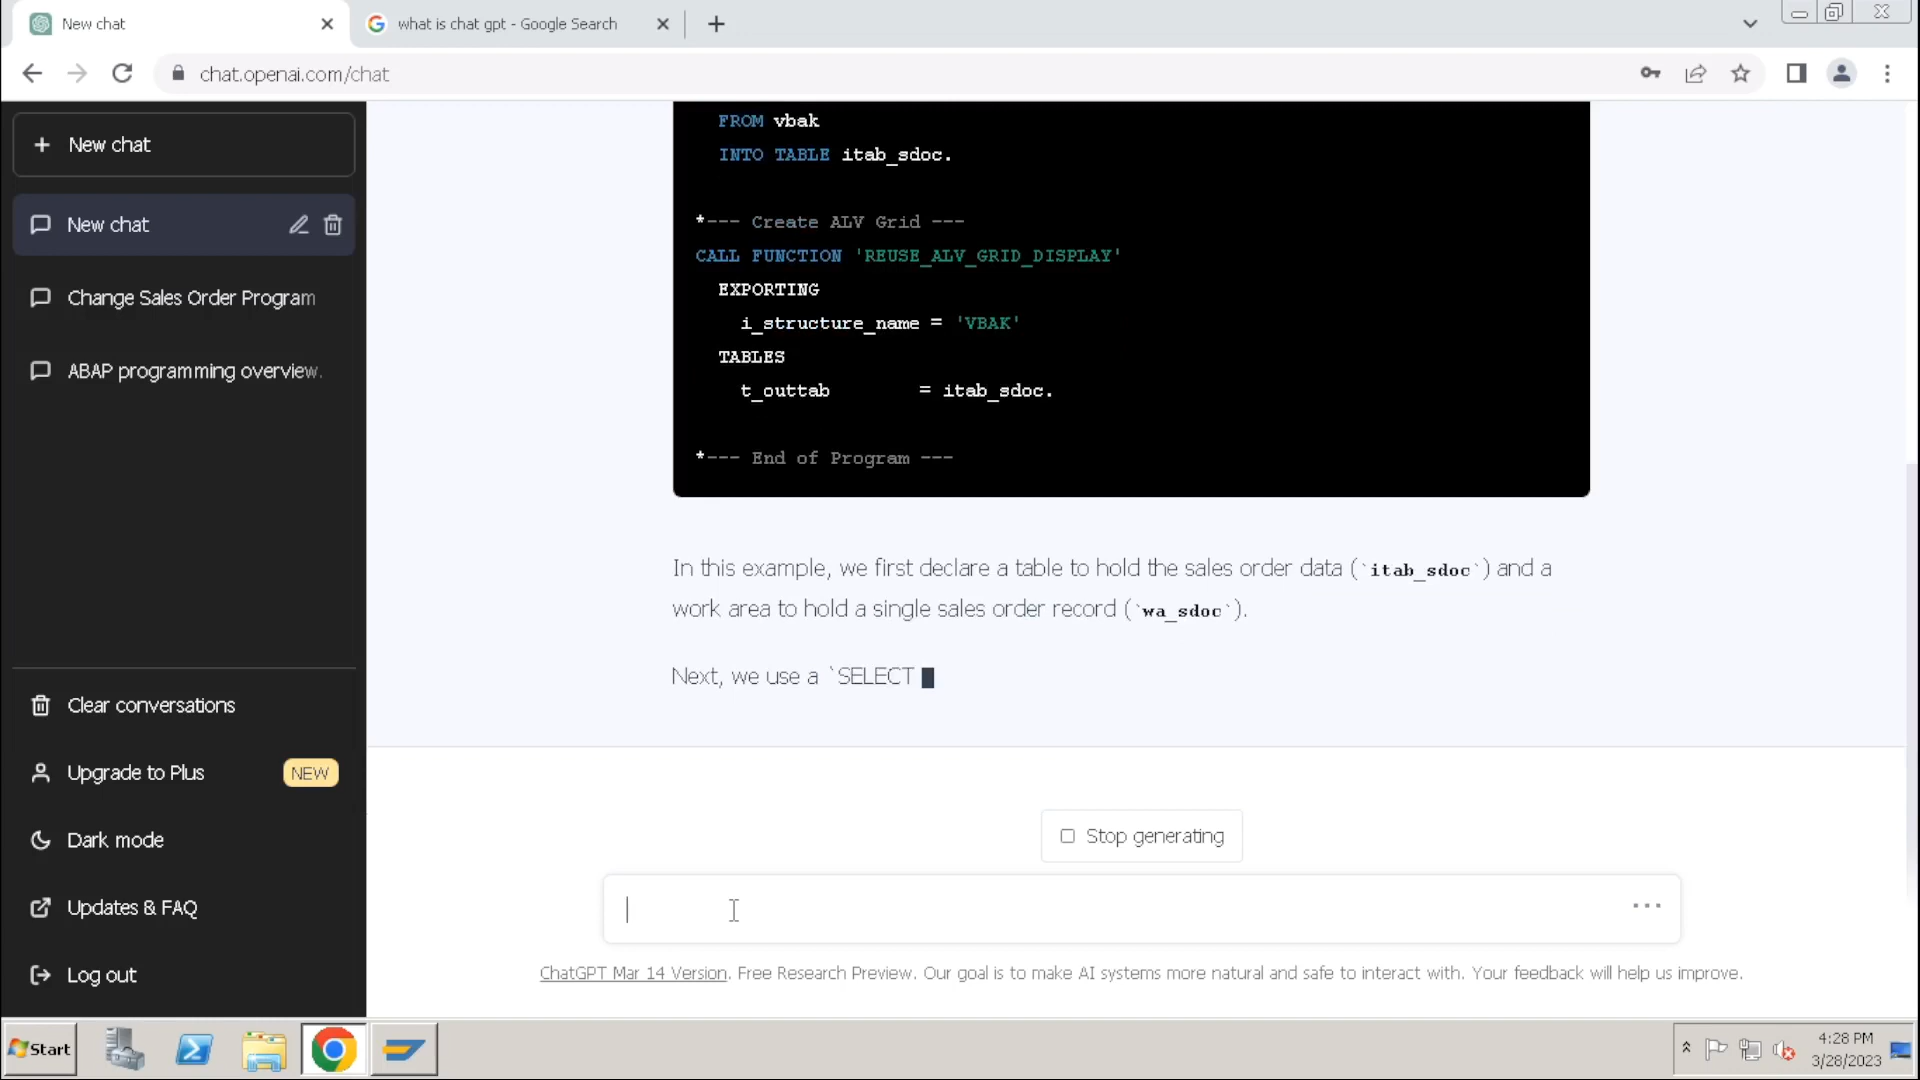 New chat
what is chat gpt - Google Search
chat.openai.com/chat
New chat
New chat
Change Sales Order Program
ABAP programming overview.
Clear conversations
Upgrade to Plus NEW
Dark mode
Updates & FAQ
Log out
FROM vbak
INTO TABLE itab_sdoc.
*--- Create ALV Grid ---
CALL FUNCTION 'REUSE_ALV_GRID_DISPLAY'
EXPORTING
i_structure_name = 'VBAK'
TABLES
t_outtab = itab_sdoc.
*--- End of Program ---
In this example, we first declare a table to hold the sales order data (`itab_sdoc`) and a
work area to hold a single sales order record (`wa_sdoc`).
Next, we use a `SELECT
Stop generating
ChatGPT Mar 14 Version. Free Research Preview. Our goal is to make AI systems more natural and safe to interact with. Your feedback will help us improve.
Start
4:28 PM
3/28/2023